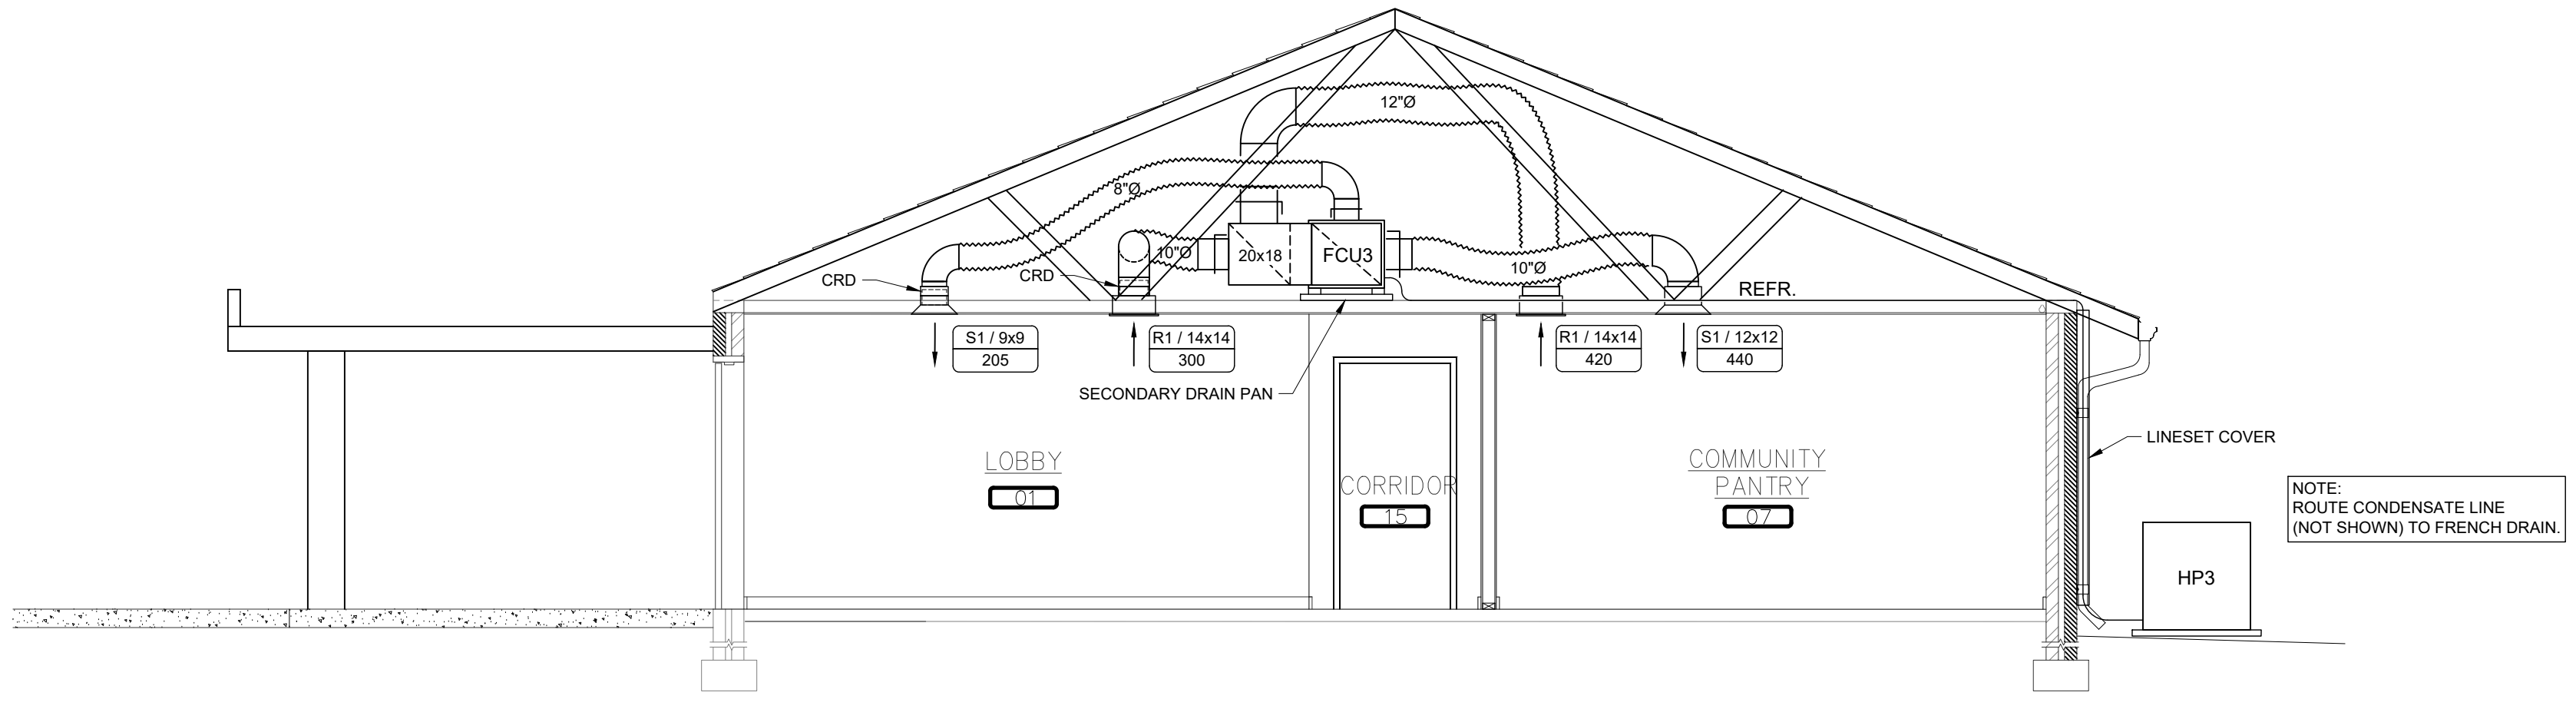 12"Ø
8"Ø
10"Ø
20x18
FCU3
10"Ø
CRD
CRD
REFR.
S1 / 9x9
205
R1 / 14x14
300
R1 / 14x14
420
S1 / 12x12
440
SECONDARY DRAIN PAN
LOBBY
01
CORRIDOR
15
COMMUNITY
PANTRY
07
LINESET COVER
NOTE:
ROUTE CONDENSATE LINE
(NOT SHOWN) TO FRENCH DRAIN.
HP3